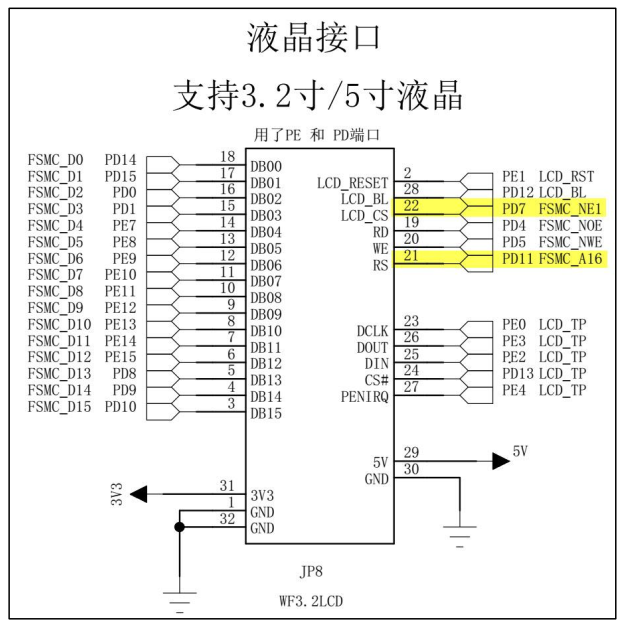 液晶接口
支持3.2寸/5寸液晶
用了PE 和 PD端口
FSMC_D0 PD14 18 DB00
FSMC_D1 PD15 17 DB01
FSMC_D2 PD0 16 DB02
FSMC_D3 PD1 15 DB03
FSMC_D4 PE7 14 DB04
FSMC_D5 PE8 13 DB05
FSMC_D6 PE9 12 DB06
FSMC_D7 PE10 11 DB07
FSMC_D8 PE11 10 DB08
FSMC_D9 PE12 9 DB09
FSMC_D10 PE13 8 DB10
FSMC_D11 PE14 7 DB11
FSMC_D12 PE15 6 DB12
FSMC_D13 PD8 5 DB13
FSMC_D14 PD9 4 DB14
FSMC_D15 PD10 3 DB15
3V3 31 3V3
1 GND
32 GND
LCD_RESET 2 PE1 LCD_RST
LCD_BL 28 PD12 LCD_BL
LCD_CS 22 PD7 FSMC_NE1
RD 19 PD4 FSMC_NOE
WE 20 PD5 FSMC_NWE
RS 21 PD11 FSMC_A16
DCLK 23 PE0 LCD_TP
DOUT 26 PE3 LCD_TP
DIN 25 PE2 LCD_TP
CS# 24 PD13 LCD_TP
PENIRQ 27 PE4 LCD_TP
5V 29 5V
GND 30
JP8
WF3.2LCD